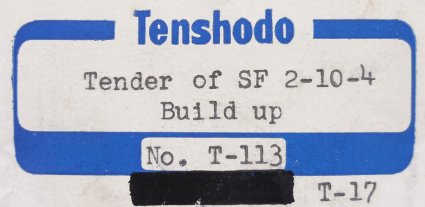 Tenshodo
Tender of SF 2-10-4
Build up
No. T-113
T-17